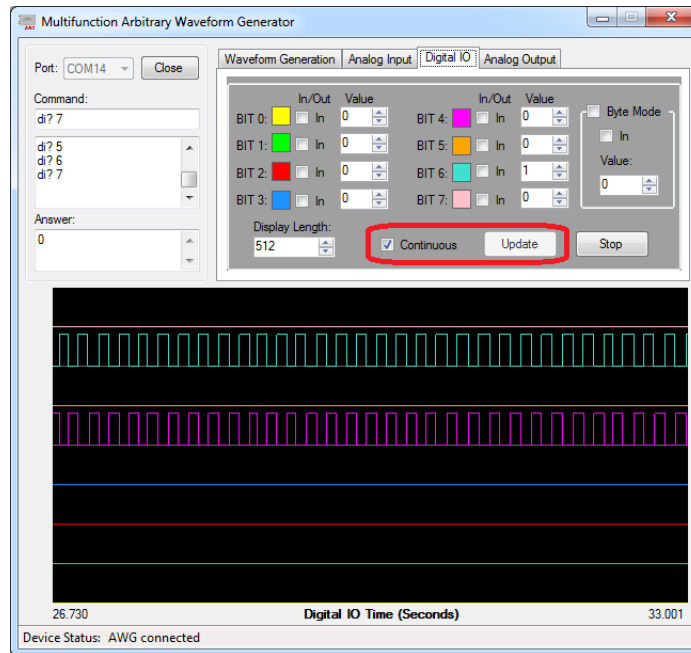 Multifunction Arbitrary Waveform Generator
Port: COM14 Close
Command:
di? 7
di? 5
di? 6
di? 7
Answer:
0
Waveform Generation Analog Input Digital IO Analog Output
In/Out Value In/Out Value
BIT 0: In 0 BIT 4: In 0
BIT 1: In 0 BIT 5: In 0
BIT 2: In 0 BIT 6: In 1
BIT 3: In 0 BIT 7: In 0
Byte Mode
In
Value:
0
Display Length:
512 Continuous Update Stop
26.730 Digital IO Time (Seconds) 33.001
Device Status: AWG connected